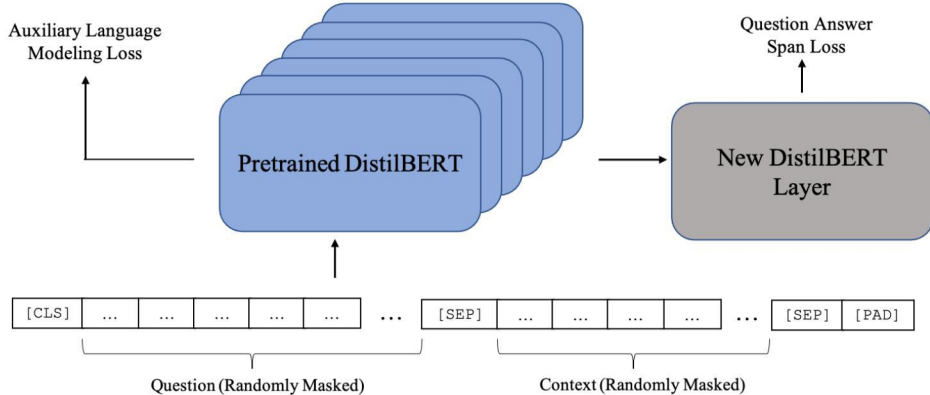 Auxiliary Language
Modeling Loss
Question Answer
Span Loss
Pretrained DistilBERT
New DistilBERT
Layer
[CLS] ... ... ... ... ... ... [SEP] ... ... ... ... ... [SEP] [PAD]
Question (Randomly Masked)
Context (Randomly Masked)